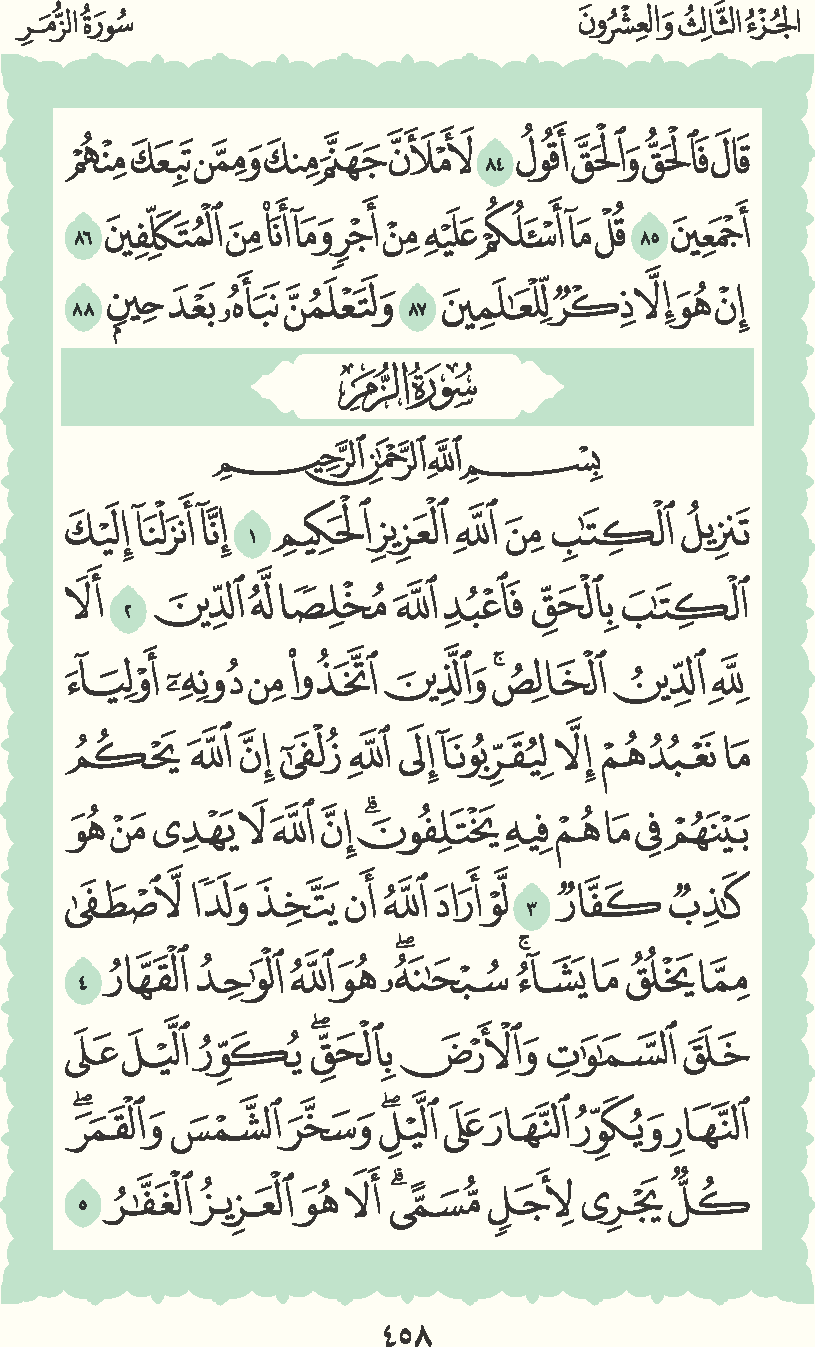 الجُزْءُ الثَّالِثُ وَالعِشْرُونَ
سُورَةُ الزُّمَرِ
قَالَ فَٱلْحَقُّ وَٱلْحَقَّ أَقُولُ ٨٤ لَأَمْلَأَنَّ جَهَنَّمَ مِنكَ وَمِمَّن تَبِعَكَ مِنْهُمْ
أَجْمَعِينَ ٨٥ قُلْ مَآ أَسْـَٔلُكُمْ عَلَيْهِ مِنْ أَجْرٍ وَمَآ أَنَا۠ مِنَ ٱلْمُتَكَلِّفِينَ ٨٦
إِنْ هُوَ إِلَّا ذِكْرٌ لِّلْعَـٰلَمِينَ ٨٧ وَلَتَعْلَمُنَّ نَبَأَهُۥ بَعْدَ حِينٍۭ ٨٨
سُورَةُ الزُّمَرِ
بِسْمِ ٱللَّهِ ٱلرَّحْمَـٰنِ ٱلرَّحِيمِ
تَنزِيلُ ٱلْكِتَـٰبِ مِنَ ٱللَّهِ ٱلْعَزِيزِ ٱلْحَكِيمِ ١ إِنَّآ أَنزَلْنَآ إِلَيْكَ
ٱلْكِتَـٰبَ بِٱلْحَقِّ فَٱعْبُدِ ٱللَّهَ مُخْلِصًا لَّهُ ٱلدِّينَ ٢ أَلَا
لِلَّهِ ٱلدِّينُ ٱلْخَالِصُ ۚ وَٱلَّذِينَ ٱتَّخَذُوا۟ مِن دُونِهِۦٓ أَوْلِيَآءَ
مَا نَعْبُدُهُمْ إِلَّا لِيُقَرِّبُونَآ إِلَى ٱللَّهِ زُلْفَىٰٓ إِنَّ ٱللَّهَ يَحْكُمُ
بَيْنَهُمْ فِى مَا هُمْ فِيهِ يَخْتَلِفُونَ ۗ إِنَّ ٱللَّهَ لَا يَهْدِى مَنْ هُوَ
كَـٰذِبٌ كَفَّارٌ ٣ لَّوْ أَرَادَ ٱللَّهُ أَن يَتَّخِذَ وَلَدًا لَّٱصْطَفَىٰ
مِمَّا يَخْلُقُ مَا يَشَآءُ ۚ سُبْحَـٰنَهُۥ ۖ هُوَ ٱللَّهُ ٱلْوَٰحِدُ ٱلْقَهَّارُ ٤
خَلَقَ ٱلسَّمَـٰوَٰتِ وَٱلْأَرْضَ بِٱلْحَقِّ ۖ يُكَوِّرُ ٱلَّيْلَ عَلَى
ٱلنَّهَارِ وَيُكَوِّرُ ٱلنَّهَارَ عَلَى ٱلَّيْلِ ۖ وَسَخَّرَ ٱلشَّمْسَ وَٱلْقَمَرَ ۖ
كُلٌّ يَجْرِى لِأَجَلٍ مُّسَمًّى ۗ أَلَا هُوَ ٱلْعَزِيزُ ٱلْغَفَّـٰرُ ٥
٤٥٨